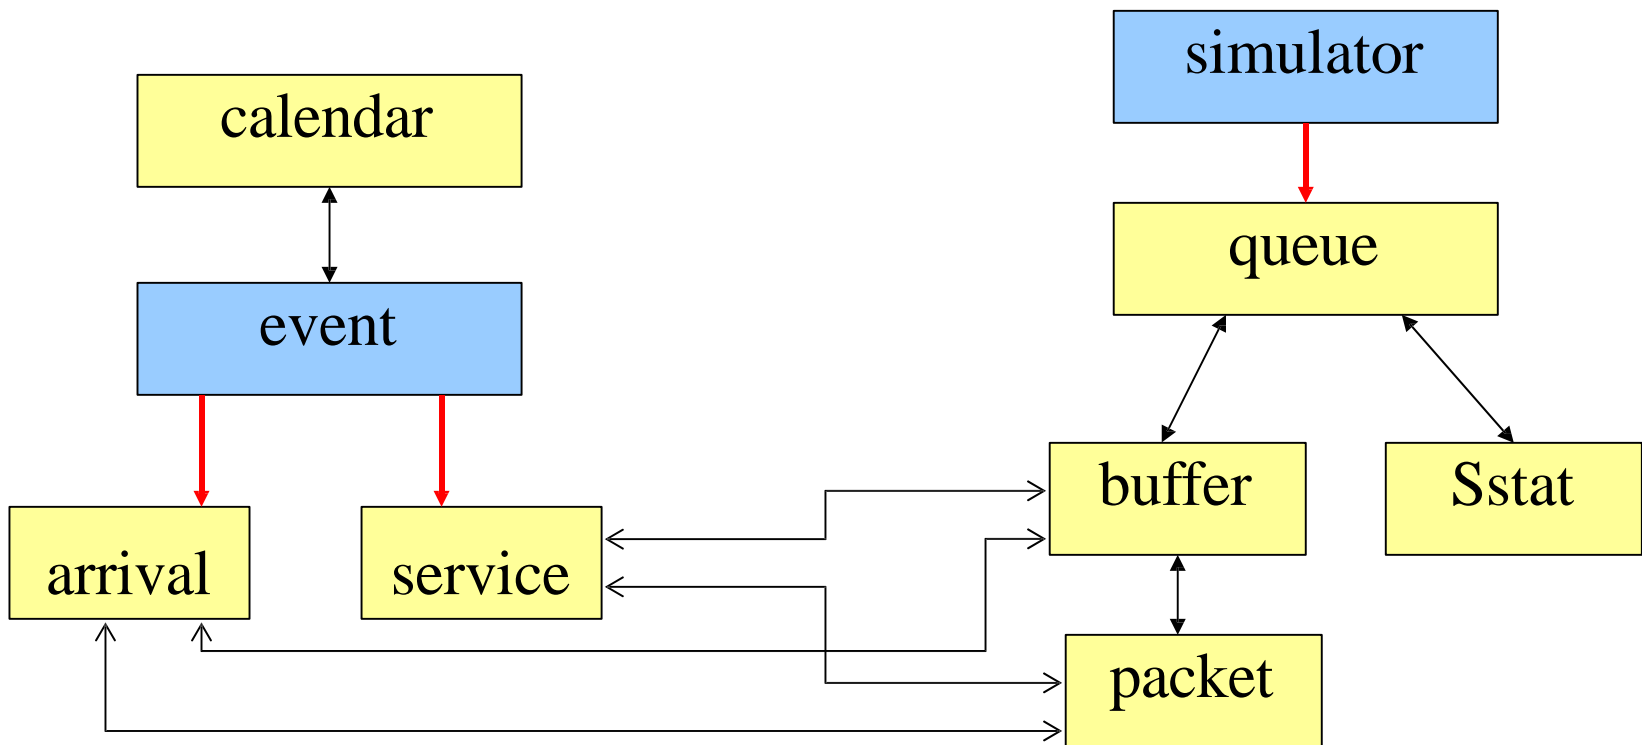 simulator
calendar
queue
event
buffer
Sstat
arrival
service
packet